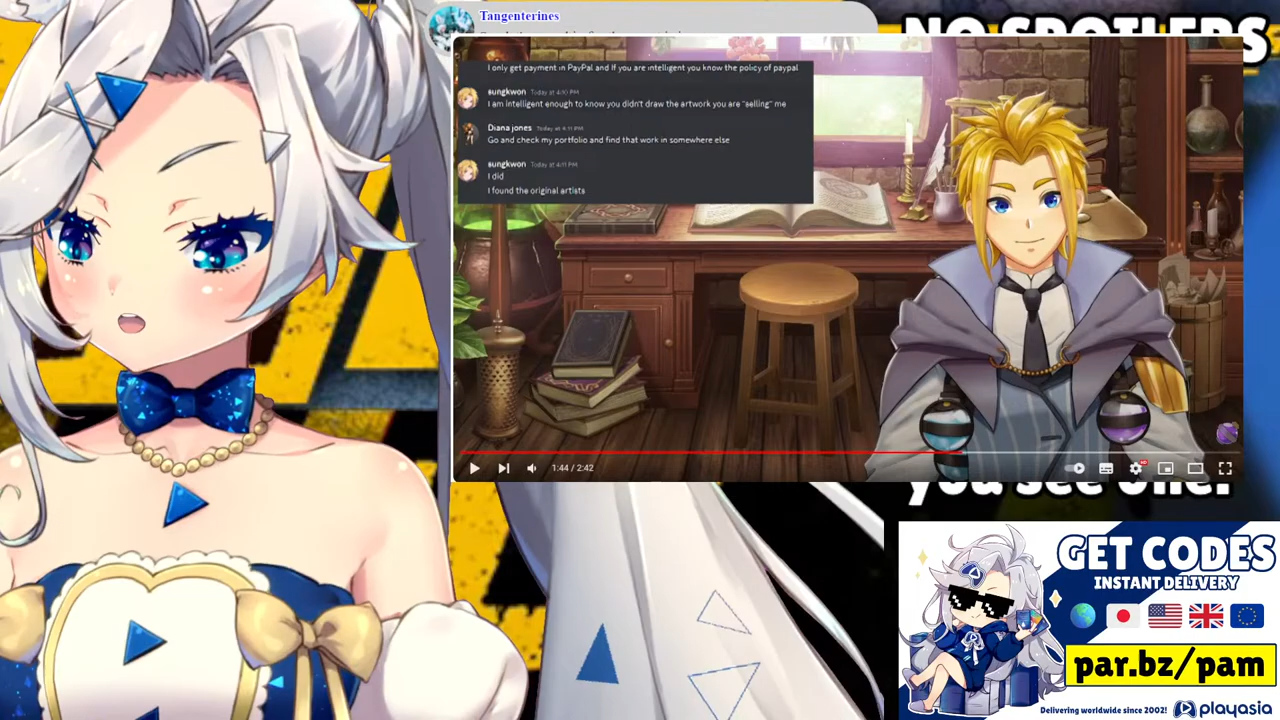 Tangenterines
NO SPOILERS
I only get payment in PayPal and If you are intelligent you know the policy of paypal
sungkwon Today at 4:10 PM
I am intelligent enough to know you didn't draw the artwork you are "selling" me
Diana jones Today at 4:11 PM
Go and check my portfolio and find that work in somewhere else
sungkwon Today at 4:11 PM
I did
I found the original artists
1:44 / 2:42
HD
you see one!
GET CODES
INSTANT DELIVERY
par.bz/pam
Delivering worldwide since 2002!
playasia